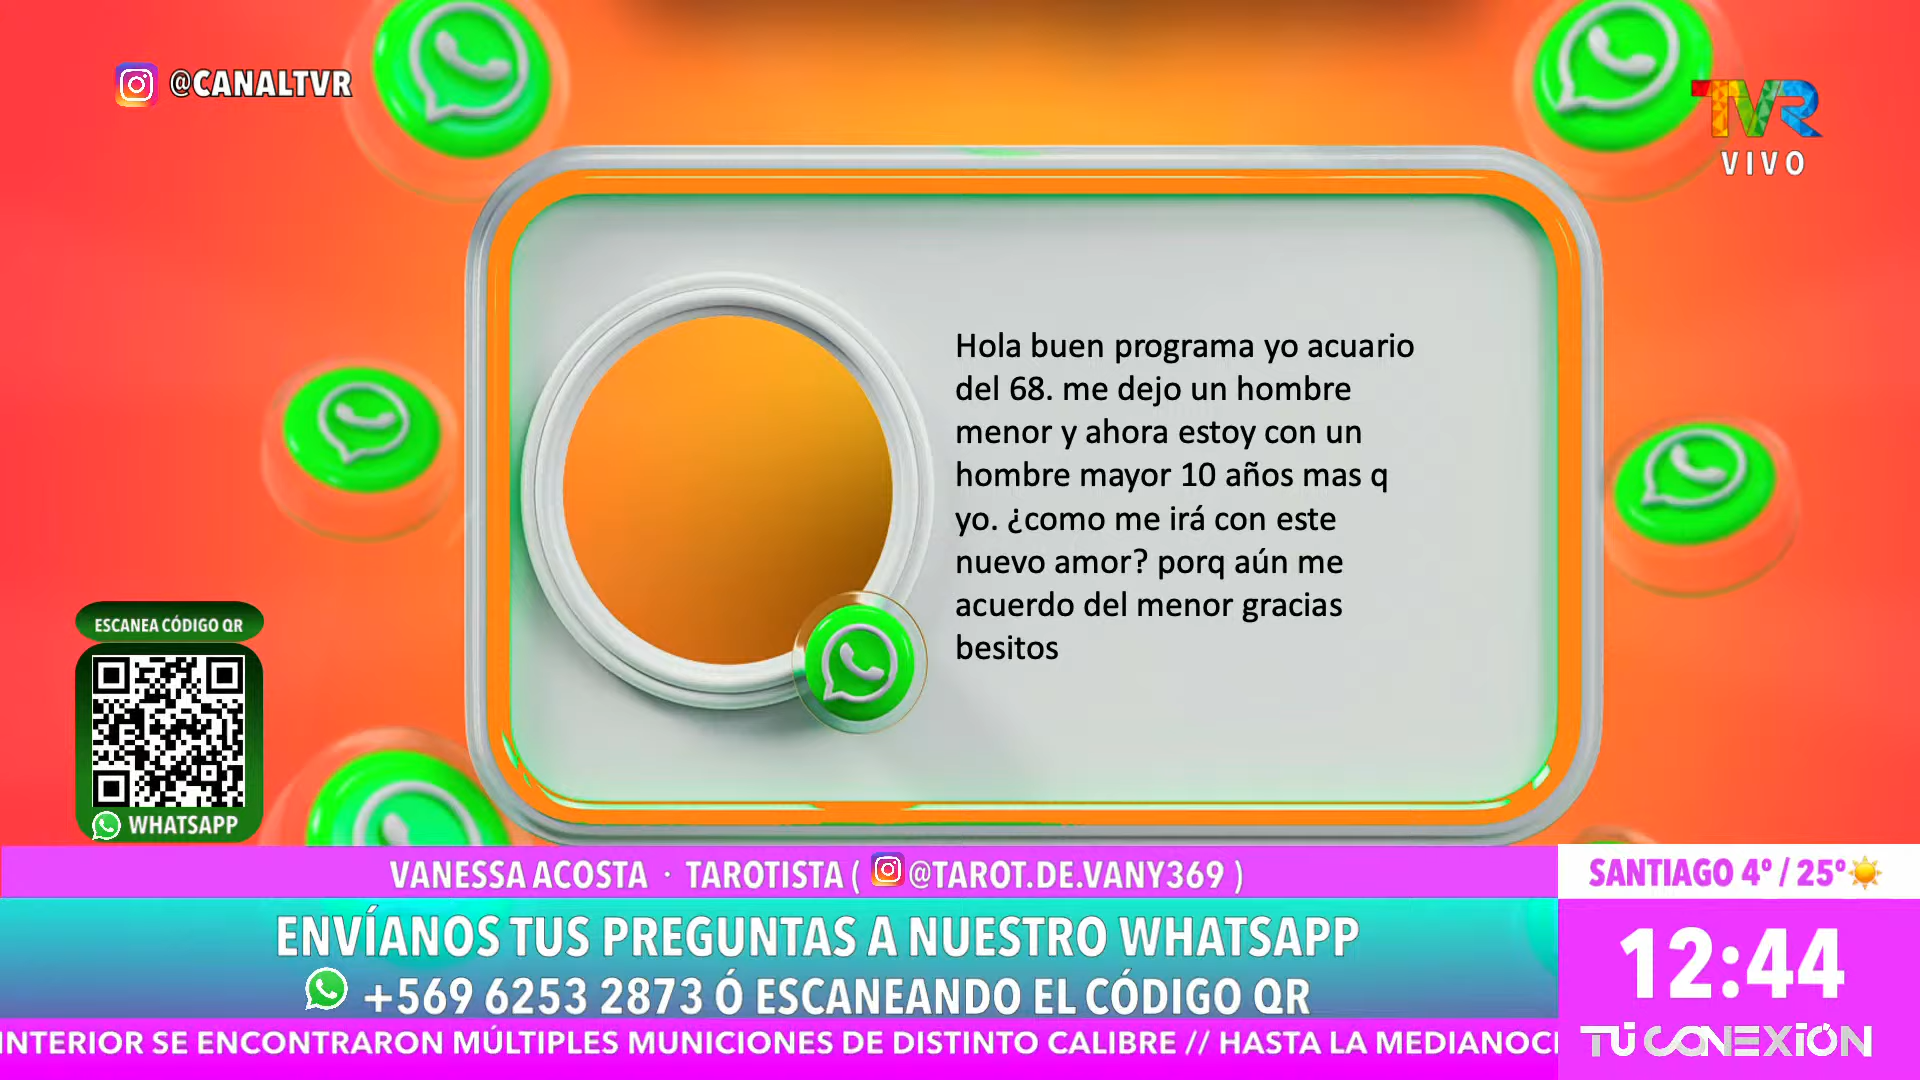 @CANALTVR
TVR
VIVO
Hola buen programa yo acuario
del 68. me dejo un hombre
menor y ahora estoy con un
hombre mayor 10 años mas q
yo. ¿como me irá con este
nuevo amor? porq aún me
acuerdo del menor gracias
besitos
ESCANEA CÓDIGO QR
WHATSAPP
VANESSA ACOSTA · TAROTISTA ( @TAROT.DE.VANY369 )
SANTIAGO 4º / 25º
ENVÍANOS TUS PREGUNTAS A NUESTRO WHATSAPP
+569 6253 2873 Ó ESCANEANDO EL CÓDIGO QR
12:44
INTERIOR SE ENCONTRARON MÚLTIPLES MUNICIONES DE DISTINTO CALIBRE // HASTA LA MEDIANOC
TU CONEXIÓN